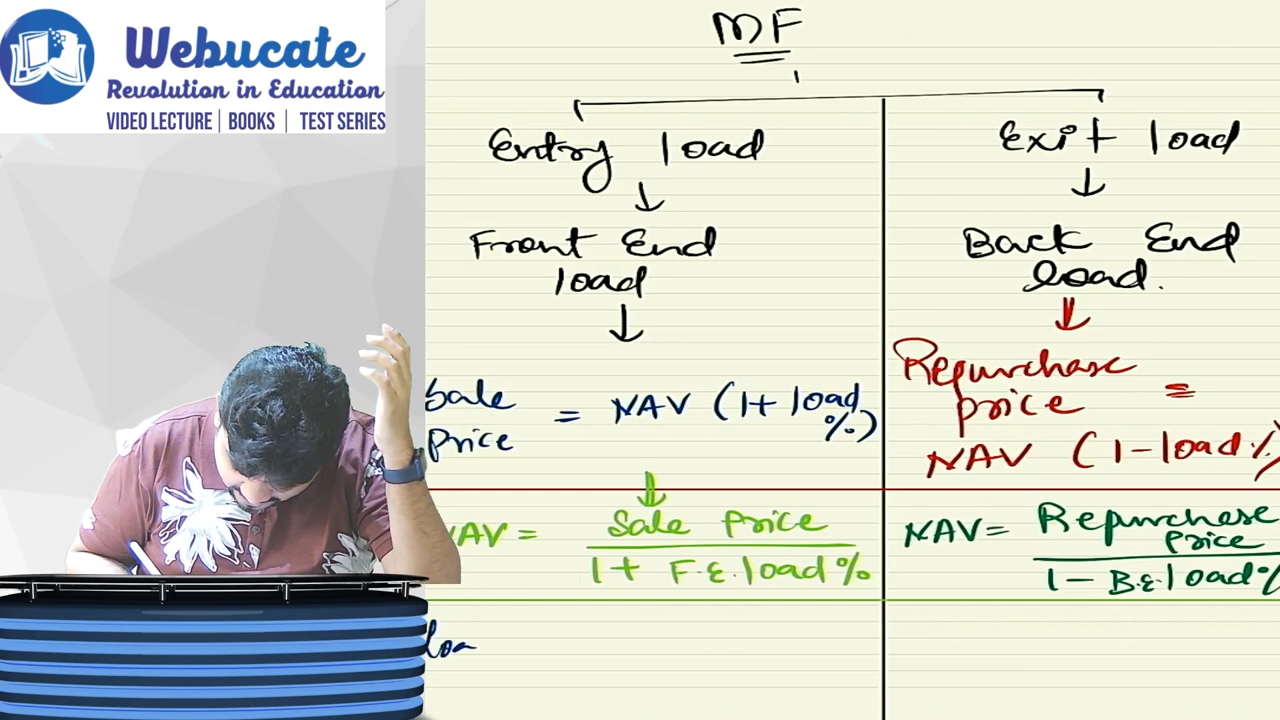 Webucate
Revolution in Education
VIDEO LECTURE | BOOKS | TEST SERIES
MF
Entry load
↓
Front End
load
↓
Sale
Price
= NAV (1+ load
%)
↓
NAV = Sale Price
1+ F.E. load%
loa
Exit load
↓
Back End
load.
↓
Repurchase
price =
NAV (1-load%)
NAV= Repurchase
price
1- B.E. load%